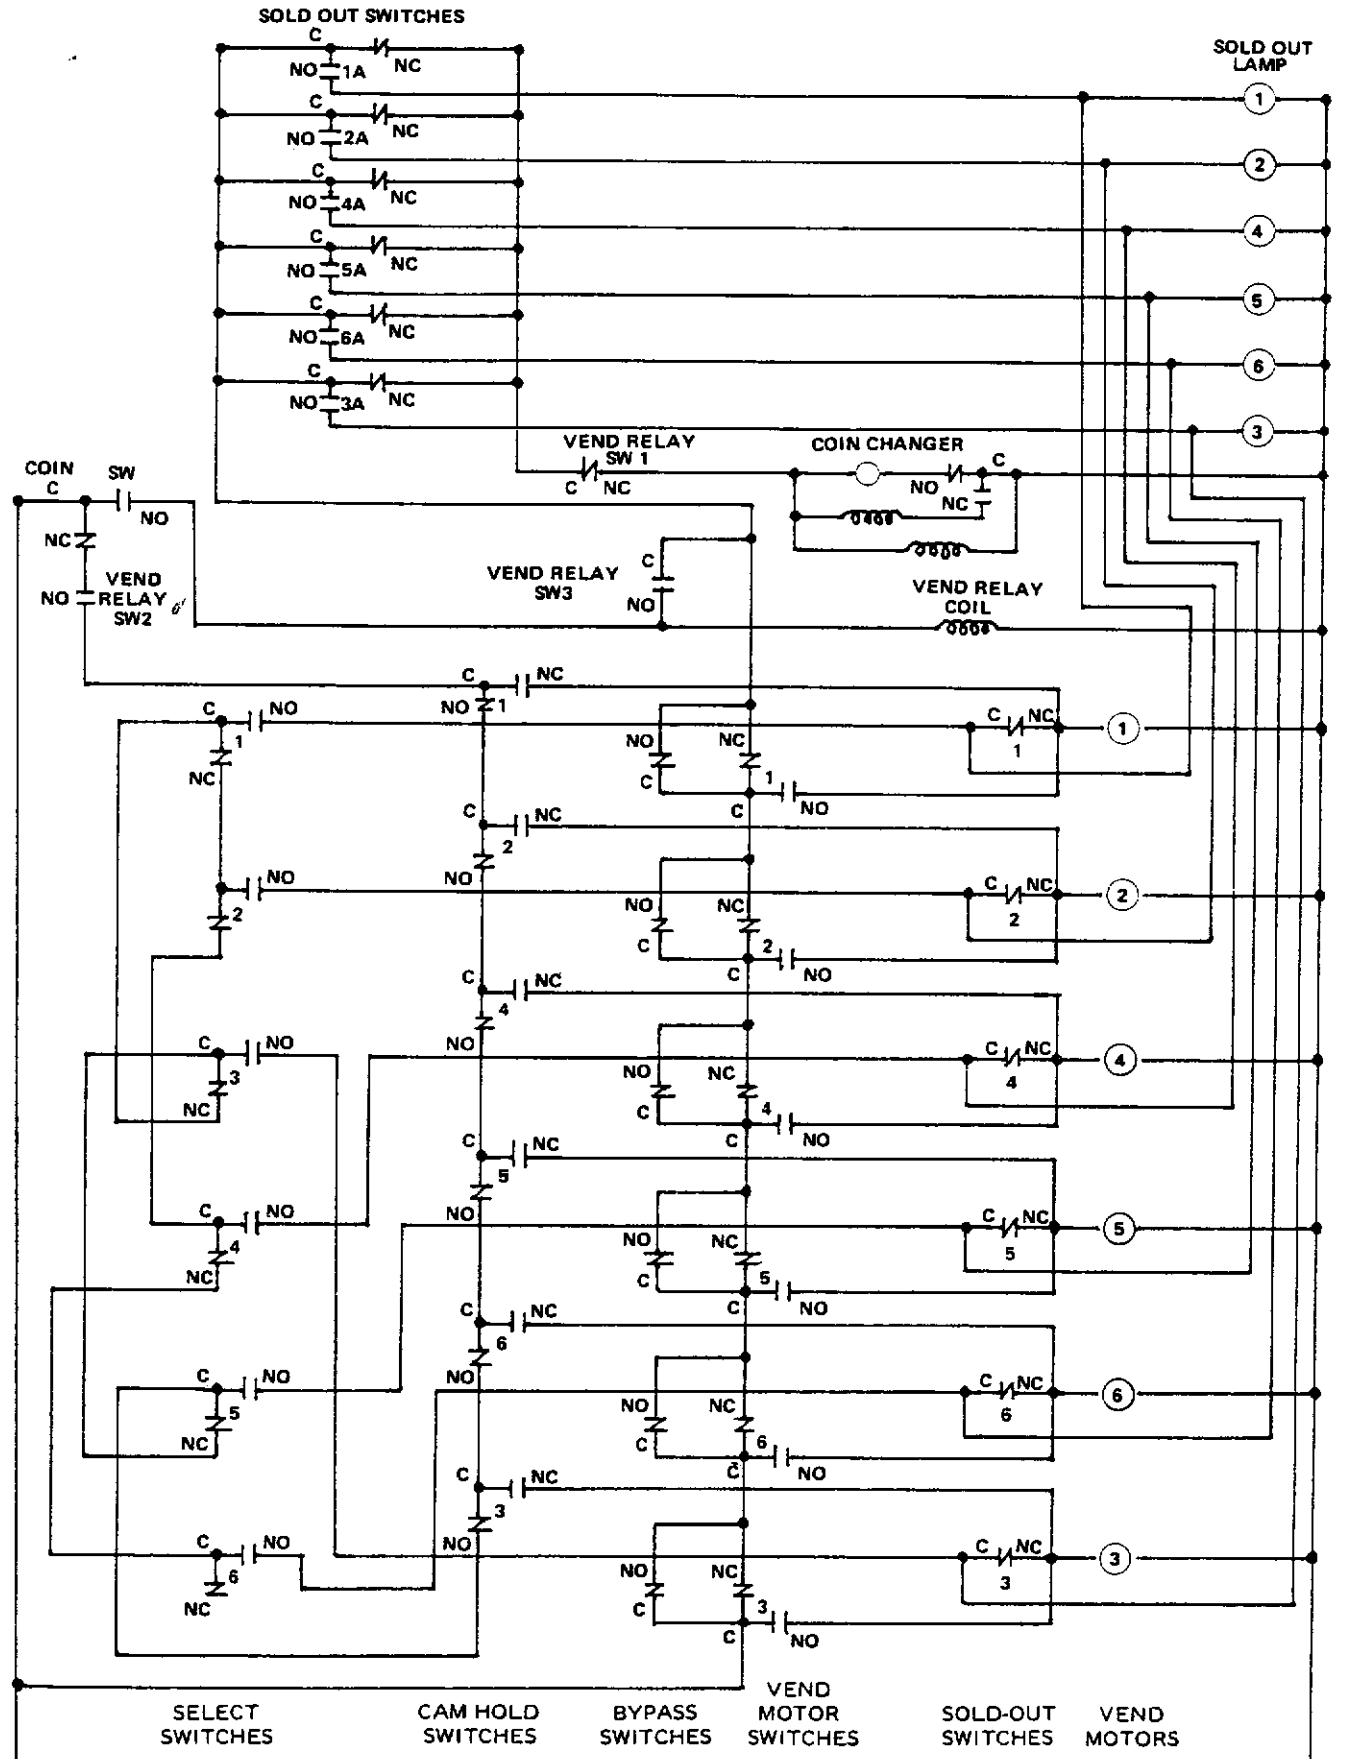 SOLD OUT SWITCHES
C
NC
NO 1A
SOLD OUT
LAMP
1
C
NC
NO 2A
2
C
NC
NO 4A
4
C
NC
NO 5A
5
C
NC
NO 6A
6
C
NC
NO 3A
3
VEND RELAY
SW 1
C NC
COIN CHANGER
C
NO
NC
COIN SW
C
NO
NC
VEND
NO RELAY
SW2
VEND RELAY
SW3
C
NO
VEND RELAY
COIL
C NC
NO 1
C NO
1
NC
NO NC
C
1
C NO
C NC
1
1
C NC
2
NO
NO
2
NO NC
C
2
C NO
C NC
2
2
C NC
4
NO
C NO
3
NC
NO NC
C
4
C NO
C NC
4
4
C NC
5
NO
C NO
4
NC
NO NC
C
5
C NO
C NC
5
5
C NC
6
NO
C NO
5
NC
NO NC
C
6
C NO
C NC
6
6
C NC
3
NO
C NO
6
NC
NO NC
C
3
C NO
C NC
3
3
SELECT
SWITCHES
CAM HOLD
SWITCHES
BYPASS
SWITCHES
VEND
MOTOR
SWITCHES
SOLD-OUT
SWITCHES
VEND
MOTORS